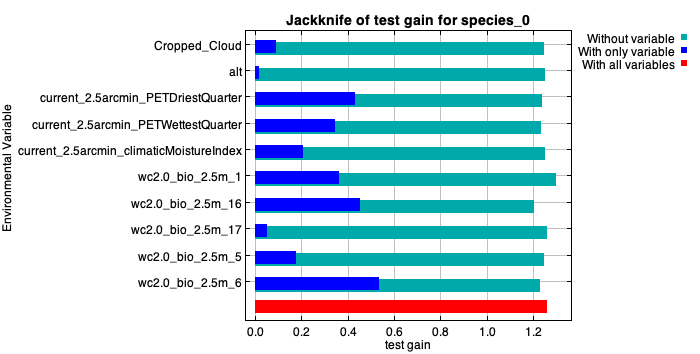 Jackknife of test gain for species_0
Without variable
With only variable
With all variables
Environmental Variable
Cropped_Cloud
alt
current_2.5arcmin_PETDriestQuarter
current_2.5arcmin_PETWettestQuarter
current_2.5arcmin_climaticMoistureIndex
wc2.0_bio_2.5m_1
wc2.0_bio_2.5m_16
wc2.0_bio_2.5m_17
wc2.0_bio_2.5m_5
wc2.0_bio_2.5m_6
0.0 0.2 0.4 0.6 0.8 1.0 1.2
test gain